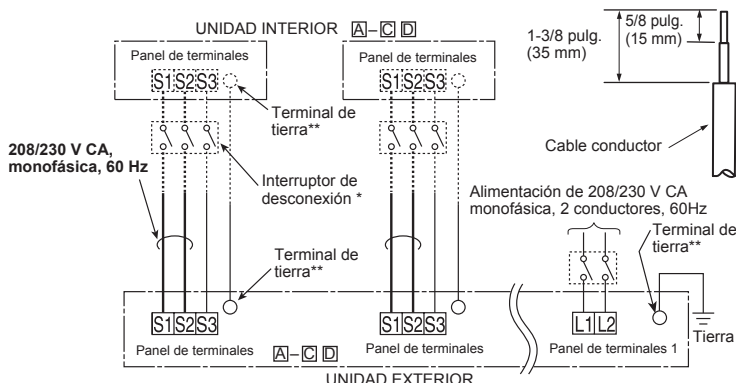 UNIDAD INTERIOR A–C D
Panel de terminales
S1 S2 S3
Terminal de
tierra**
Panel de terminales
S1 S2 S3
1-3/8 pulg.
(35 mm)
5/8 pulg.
(15 mm)
Cable conductor
208/230 V CA,
monofásica, 60 Hz
Interruptor de
desconexión *
Terminal de
tierra**
Alimentación de 208/230 V CA
monofásica, 2 conductores, 60Hz
Terminal de
tierra**
S1 S2 S3
Panel de terminales
A–C D
S1 S2 S3
Panel de terminales
L1 L2
Panel de terminales 1
Tierra
UNIDAD EXTERIOR